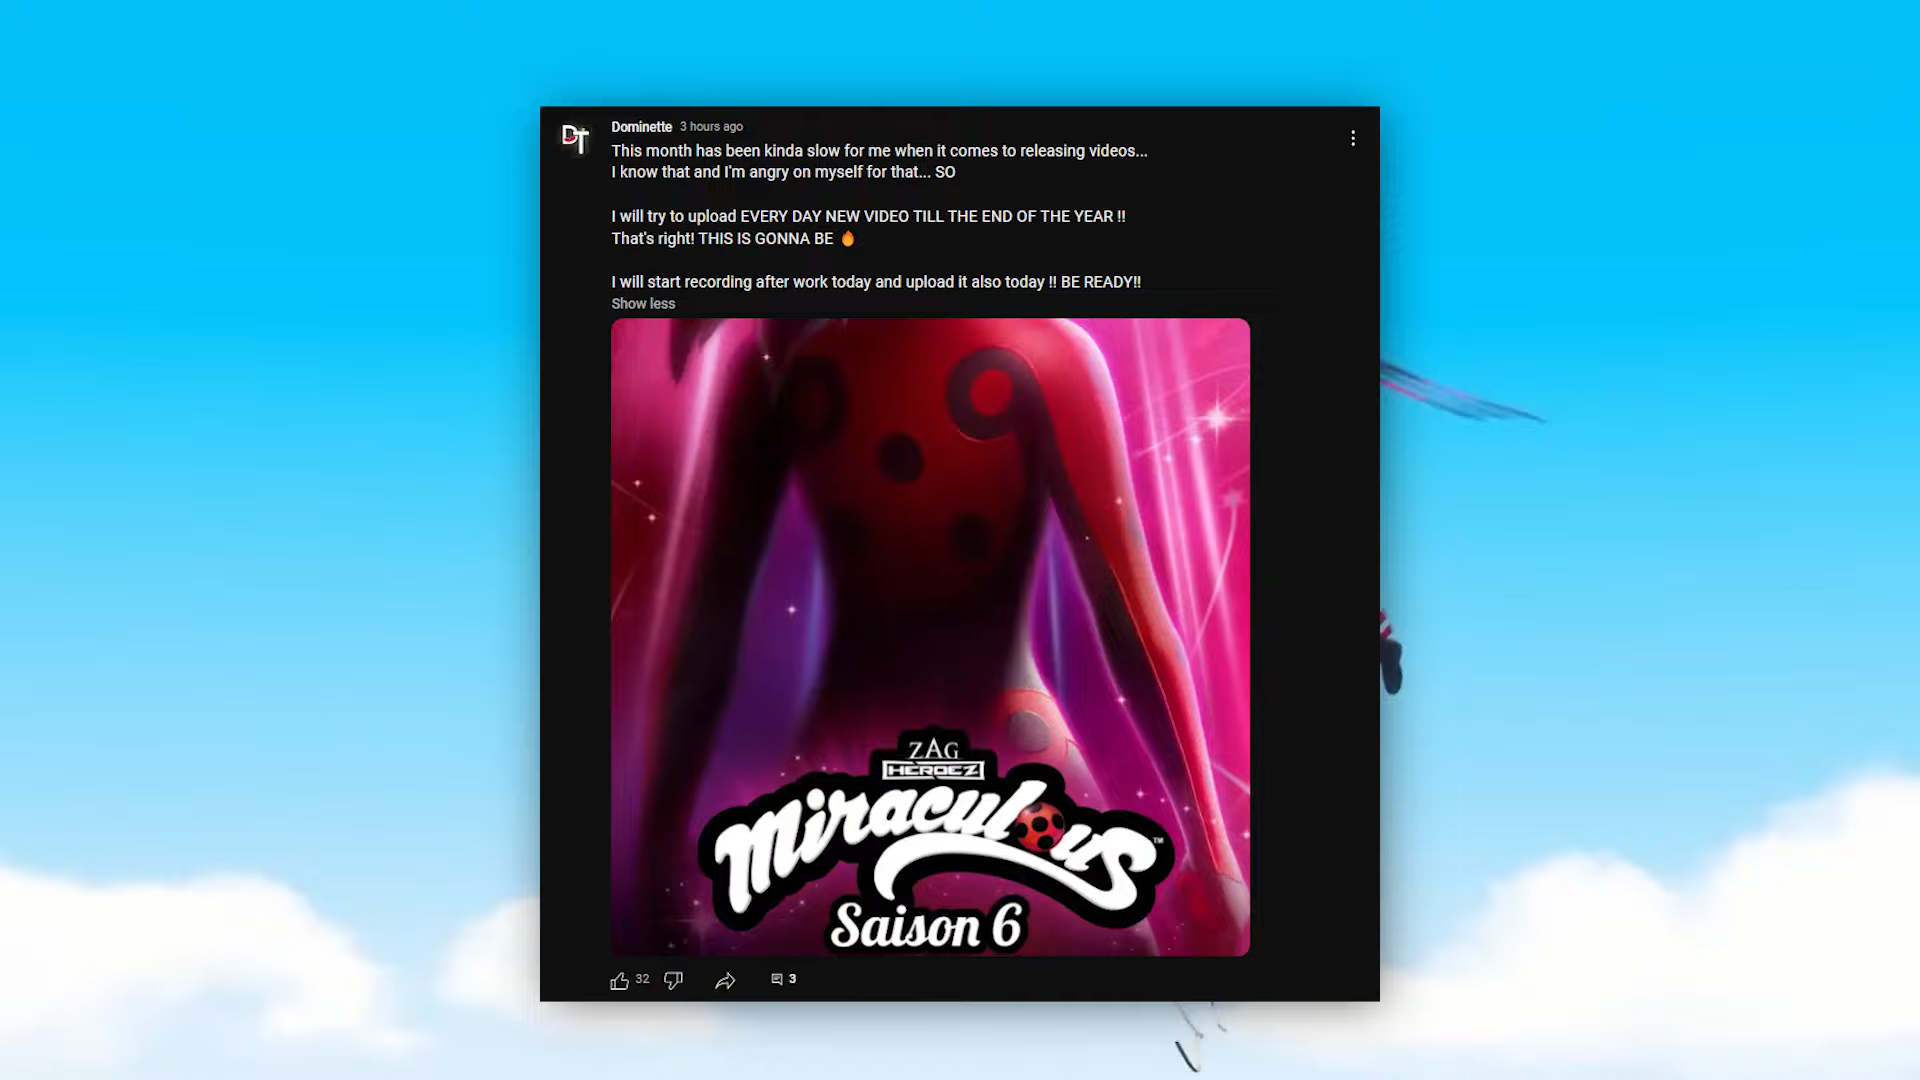 DT
Dominette 3 hours ago
This month has been kinda slow for me when it comes to releasing videos...
I know that and I'm angry on myself for that... SO
I will try to upload EVERY DAY NEW VIDEO TILL THE END OF THE YEAR !!
That's right! THIS IS GONNA BE 🔥
I will start recording after work today and upload it also today !! BE READY!!
Show less
ZAG
HEROEZ
Miraculous™
Saison 6
32 3